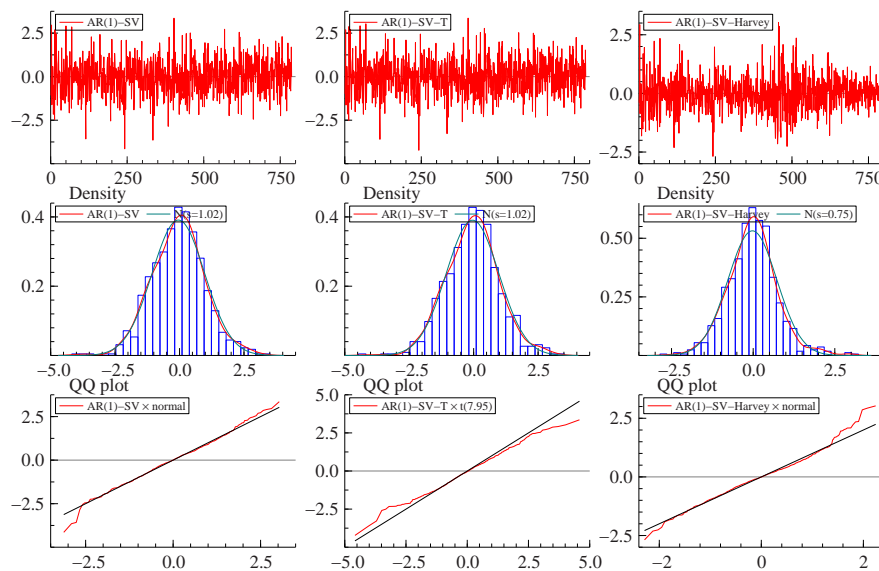 AR(1)−SV
AR(1)−SV−T
AR(1)−SV−Harvey
2.5
0.0
−2.5
2.5
0.0
−2.5
2.5
0.0
−2.5
0 250 500 750
0 250 500 750
0 250 500 750
Density
Density
Density
AR(1)−SV N(s=1.02)
AR(1)−SV−T N(s=1.02)
AR(1)−SV−Harvey N(s=0.75)
0.4
0.2
0.4
0.2
0.50
0.25
−5.0 −2.5 0.0 2.5
−5.0 −2.5 0.0 2.5 5.0
−2.5 0.0 2.5
QQ plot
QQ plot
QQ plot
AR(1)−SV × normal
AR(1)−SV−T × t(7.95)
AR(1)−SV−Harvey × normal
2.5
0.0
−2.5
5.0
2.5
0.0
−2.5
2.5
0.0
−2.5
−2.5 0.0 2.5
−5.0 −2.5 0.0 2.5 5.0
−2 0 2